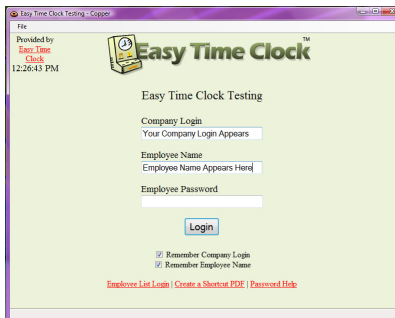 Easy Time Clock Testing - Copper
File
Provided by
Easy Time
Clock
12:26:43 PM
Easy Time Clock TM
Easy Time Clock Testing
Company Login
Your Company Login Appears
Employee Name
Employee Name Appears Here
Employee Password
Login
Remember Company Login
Remember Employee Name
Employee List Login | Create a Shortcut PDF | Password Help